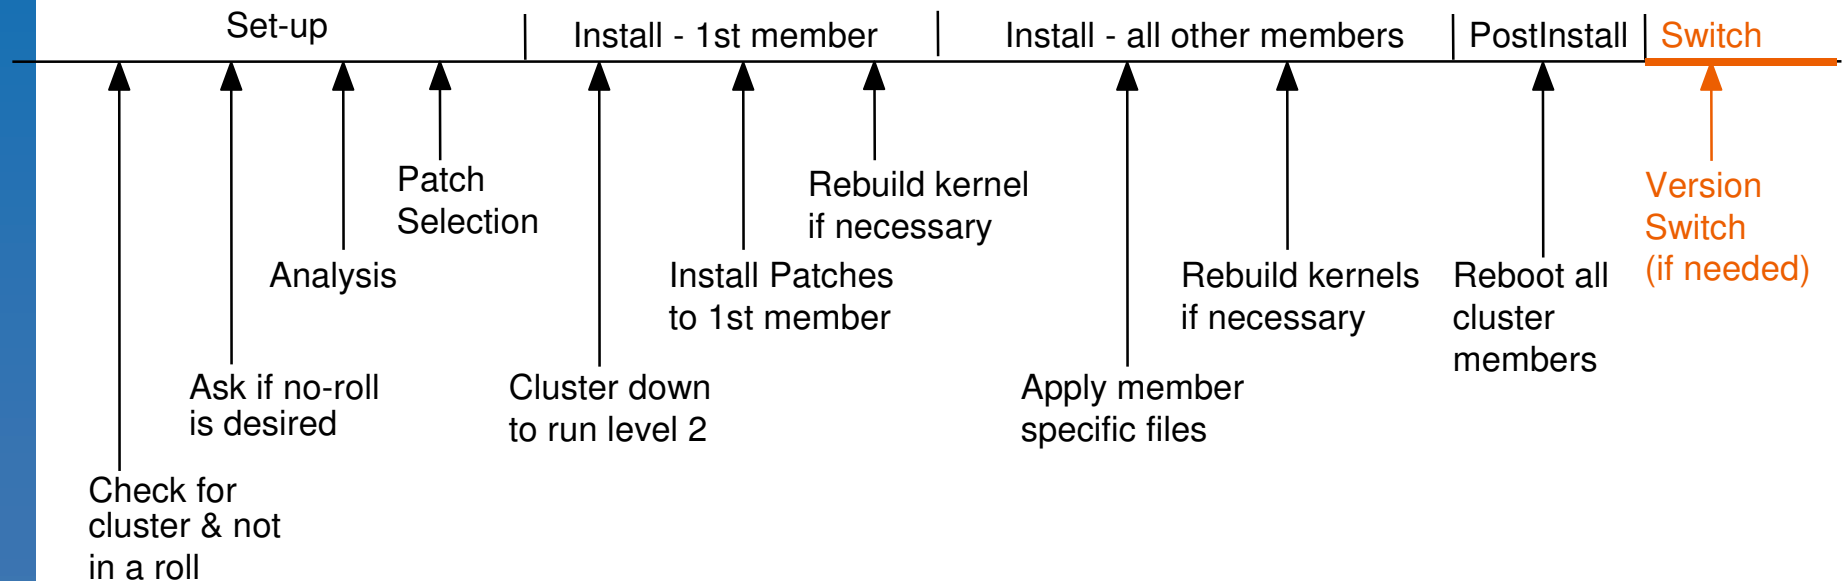 Set-up
Install - 1st member
Install - all other members
PostInstall
Switch
Check for
cluster & not
in a roll
Ask if no-roll
is desired
Analysis
Patch
Selection
Cluster down
to run level 2
Install Patches
to 1st member
Rebuild kernel
if necessary
Apply member
specific files
Rebuild kernels
if necessary
Reboot all
cluster
members
Version
Switch
(if needed)